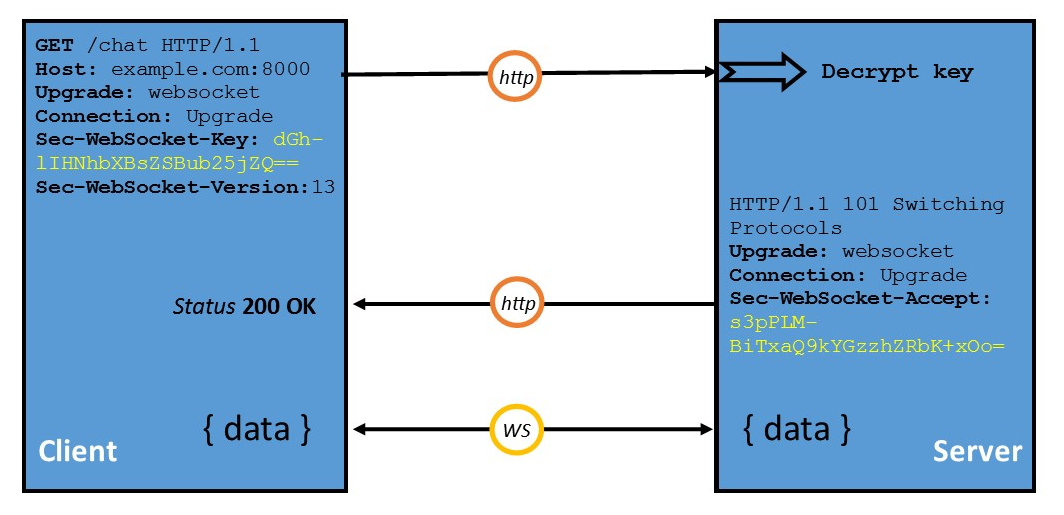 GET /chat HTTP/1.1
Host: example.com:8000
Upgrade: websocket
Connection: Upgrade
Sec-WebSocket-Key: dGh-
lIHNhbXBsZSBub25jZQ==
Sec-WebSocket-Version:13
http
Decrypt key
HTTP/1.1 101 Switching
Protocols
Upgrade: websocket
Connection: Upgrade
Sec-WebSocket-Accept:
s3pPLM-
BiTxaQ9kYGzzhZRbK+xOo=
Status 200 OK
http
{ data }
WS
{ data }
Client
Server